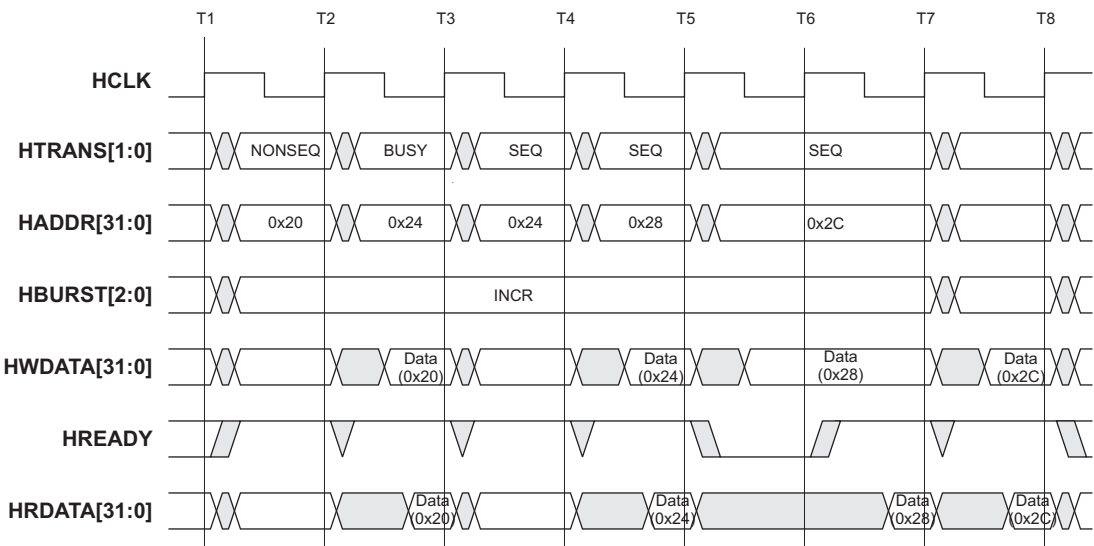 T1 T2 T3 T4 T5 T6 T7 T8
HCLK
HTRANS[1:0] NONSEQ BUSY SEQ SEQ SEQ
HADDR[31:0] 0x20 0x24 0x24 0x28 0x2C
HBURST[2:0] INCR
HWDATA[31:0] Data (0x20) Data (0x24) Data (0x28) Data (0x2C)
HREADY
HRDATA[31:0] Data (0x20) Data (0x24) Data (0x28) Data (0x2C)